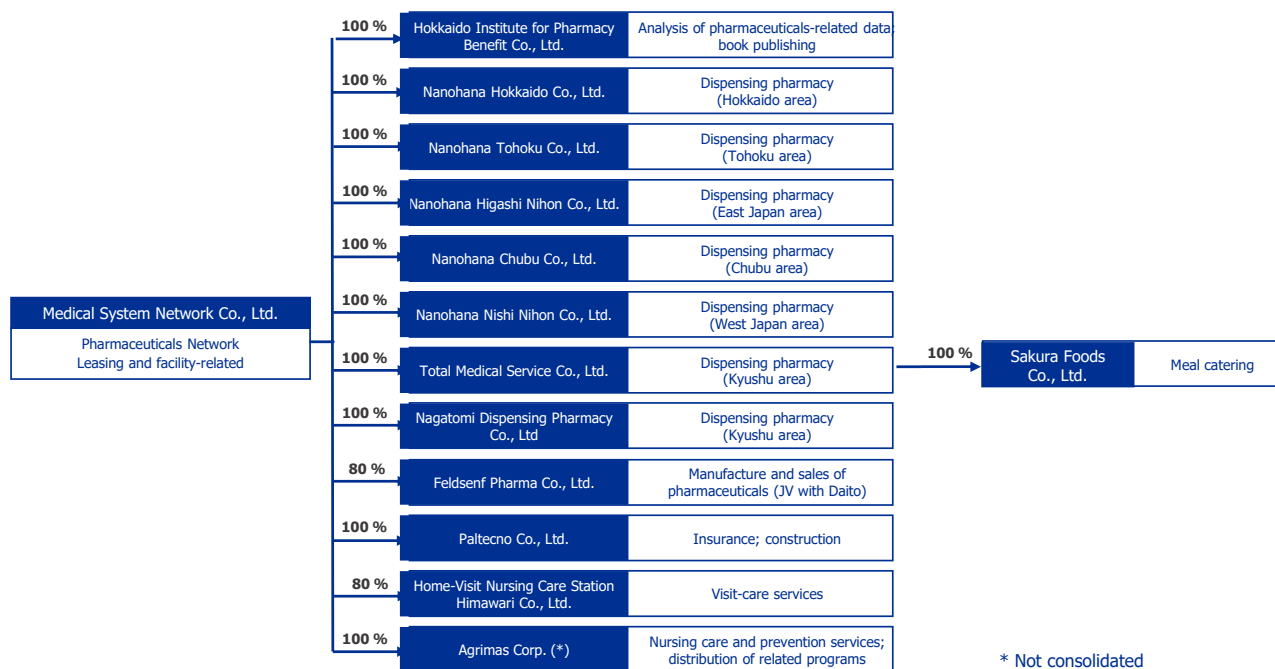 100 %
Hokkaido Institute for Pharmacy
Benefit Co., Ltd.
Analysis of pharmaceuticals-related data;
book publishing
100 %
Nanohana Hokkaido Co., Ltd.
Dispensing pharmacy
(Hokkaido area)
100 %
Nanohana Tohoku Co., Ltd.
Dispensing pharmacy
(Tohoku area)
100 %
Nanohana Higashi Nihon Co., Ltd.
Dispensing pharmacy
(East Japan area)
100 %
Nanohana Chubu Co., Ltd.
Dispensing pharmacy
(Chubu area)
Medical System Network Co., Ltd.
Pharmaceuticals Network
Leasing and facility-related
100 %
Nanohana Nishi Nihon Co., Ltd.
Dispensing pharmacy
(West Japan area)
100 %
Total Medical Service Co., Ltd.
Dispensing pharmacy
(Kyushu area)
100 %
Sakura Foods
Co., Ltd.
Meal catering
100 %
Nagatomi Dispensing Pharmacy
Co., Ltd
Dispensing pharmacy
(Kyushu area)
80 %
Feldsenf Pharma Co., Ltd.
Manufacture and sales of
pharmaceuticals (JV with Daito)
100 %
Paltecno Co., Ltd.
Insurance; construction
80 %
Home-Visit Nursing Care Station
Himawari Co., Ltd.
Visit-care services
100 %
Agrimas Corp. (*)
Nursing care and prevention services;
distribution of related programs
* Not consolidated